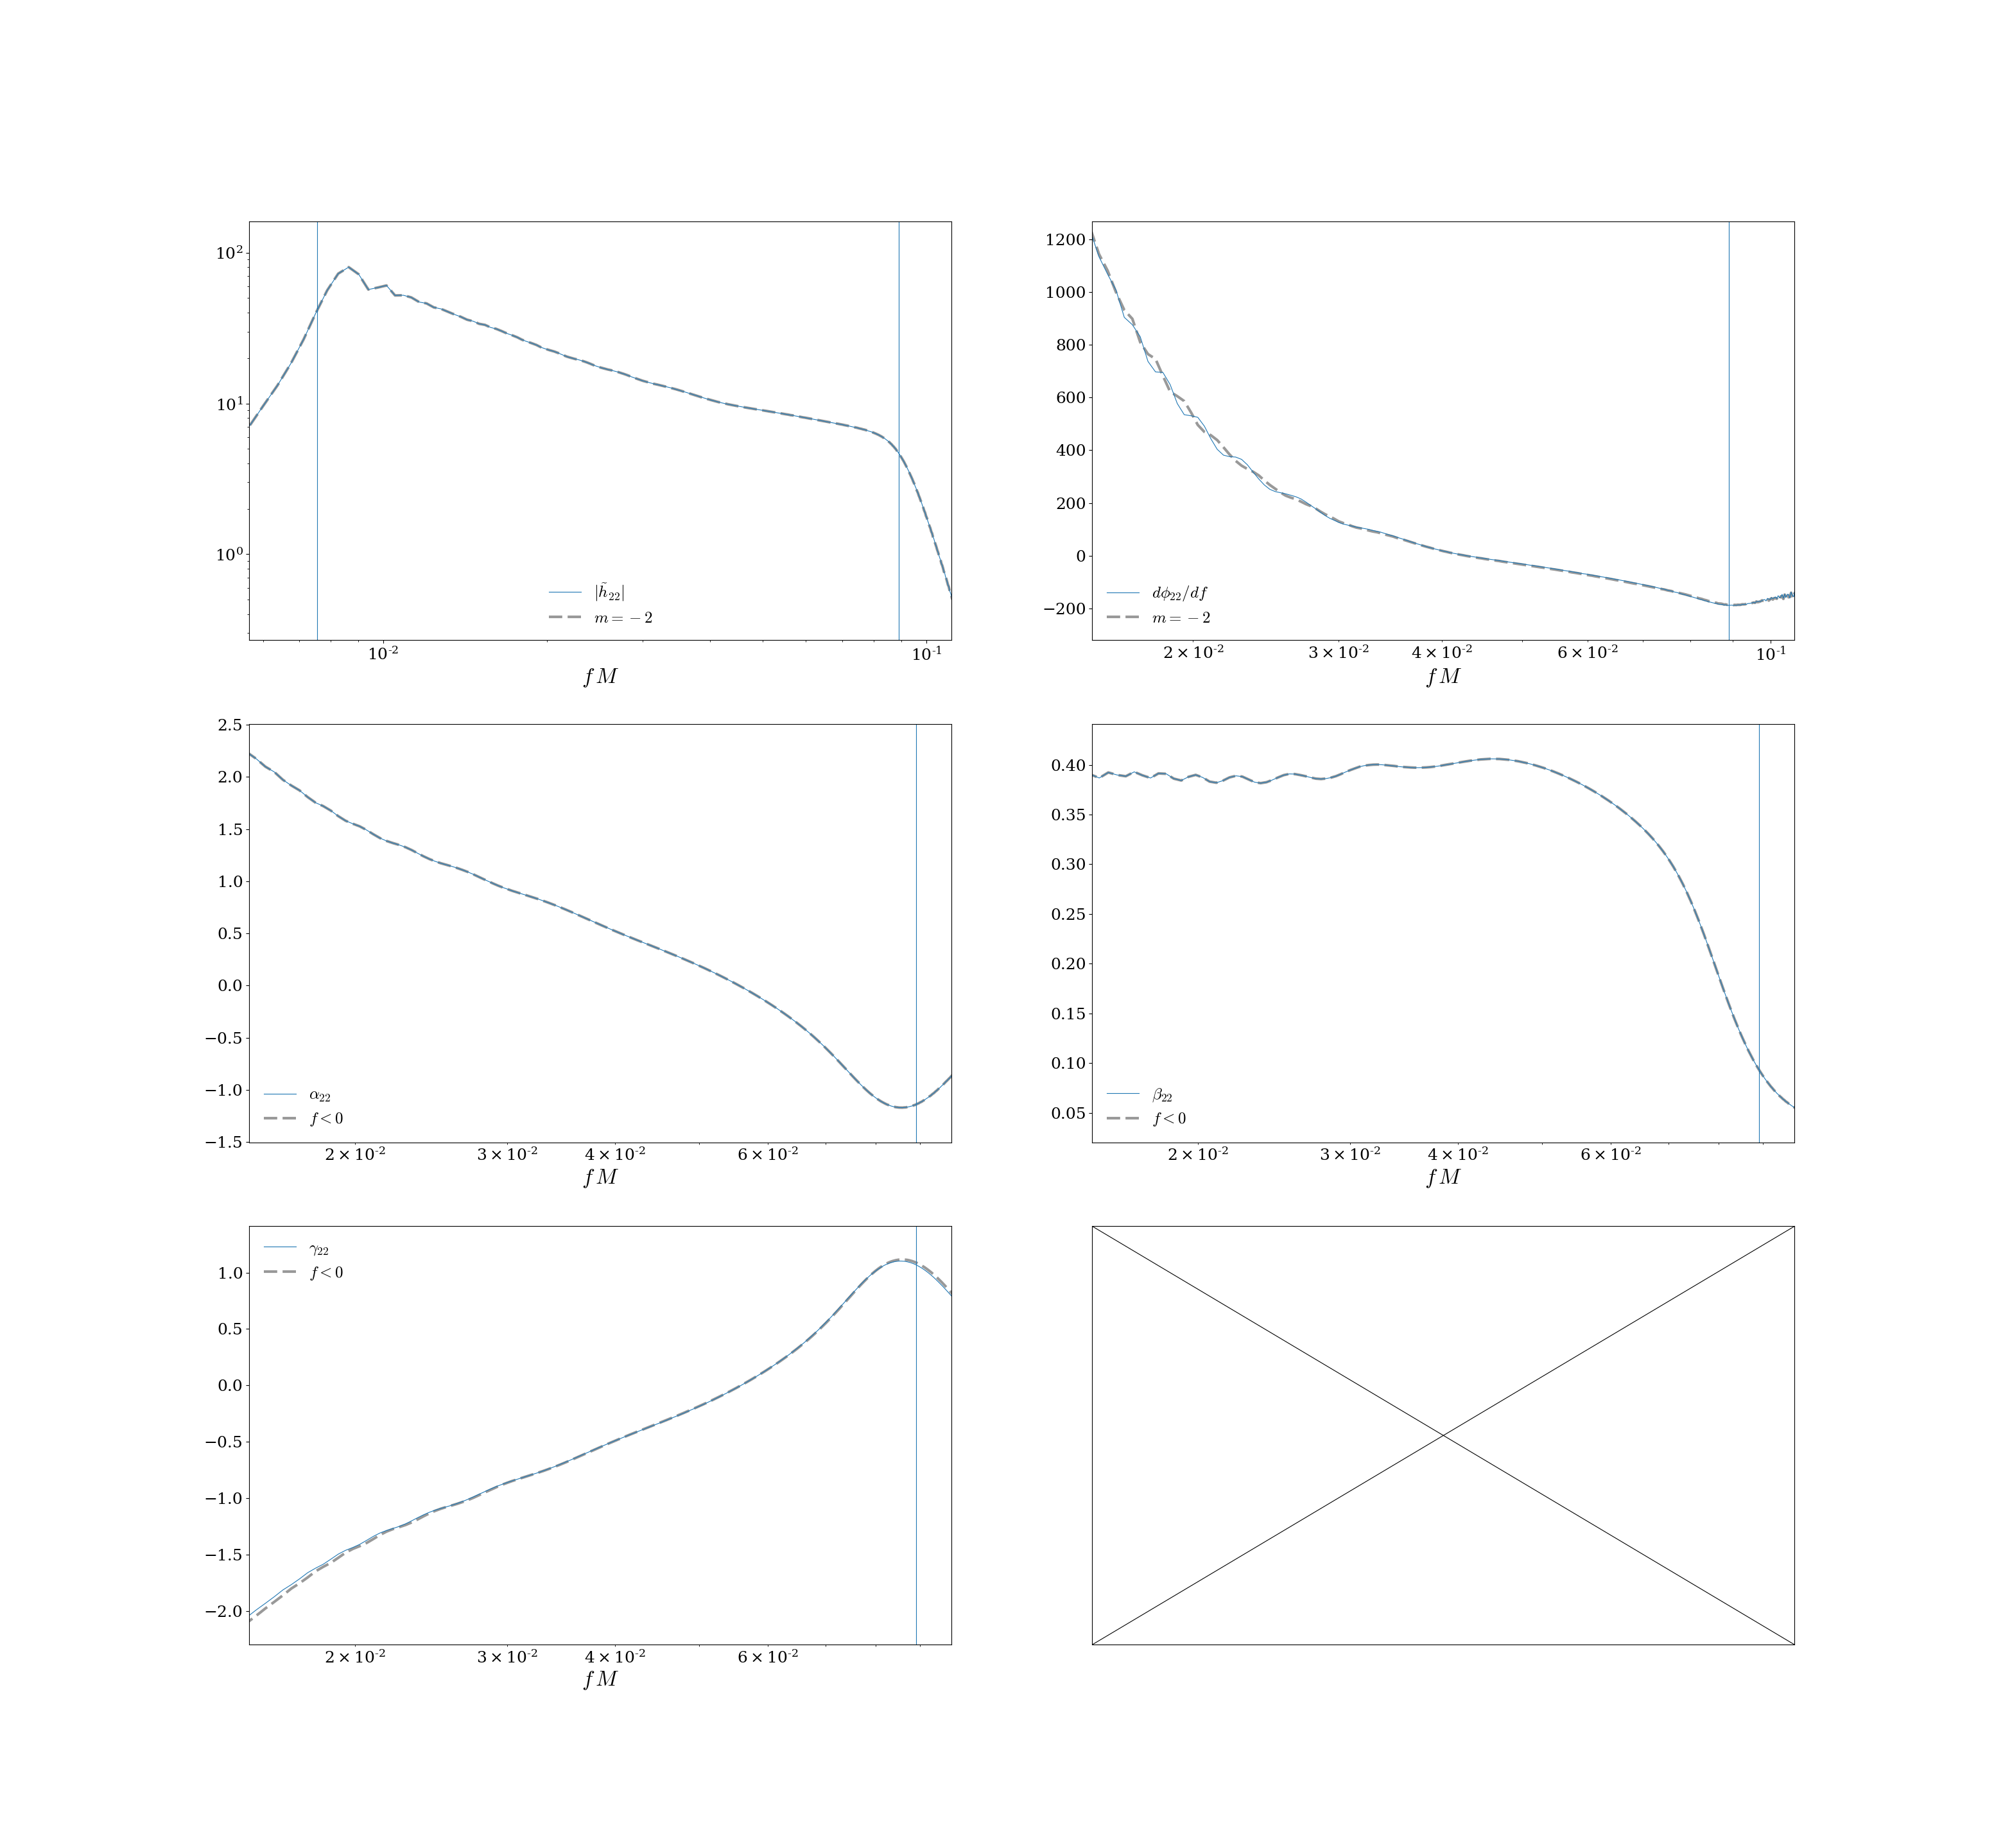 10² 10¹ 10⁰
|h̃₂₂|
m = −2
10⁻² 10⁻¹
f M
1200 1000 800 600 400 200 0 −200
dϕ₂₂/df
m = −2
2 × 10⁻² 3 × 10⁻² 4 × 10⁻² 6 × 10⁻² 10⁻¹
f M
2.5 2.0 1.5 1.0 0.5 0.0 −0.5 −1.0 −1.5
α₂₂
f < 0
2 × 10⁻² 3 × 10⁻² 4 × 10⁻² 6 × 10⁻²
f M
0.40 0.35 0.30 0.25 0.20 0.15 0.10 0.05
β₂₂
f < 0
2 × 10⁻² 3 × 10⁻² 4 × 10⁻² 6 × 10⁻²
f M
γ₂₂
f < 0
1.0 0.5 0.0 −0.5 −1.0 −1.5 −2.0
2 × 10⁻² 3 × 10⁻² 4 × 10⁻² 6 × 10⁻²
f M